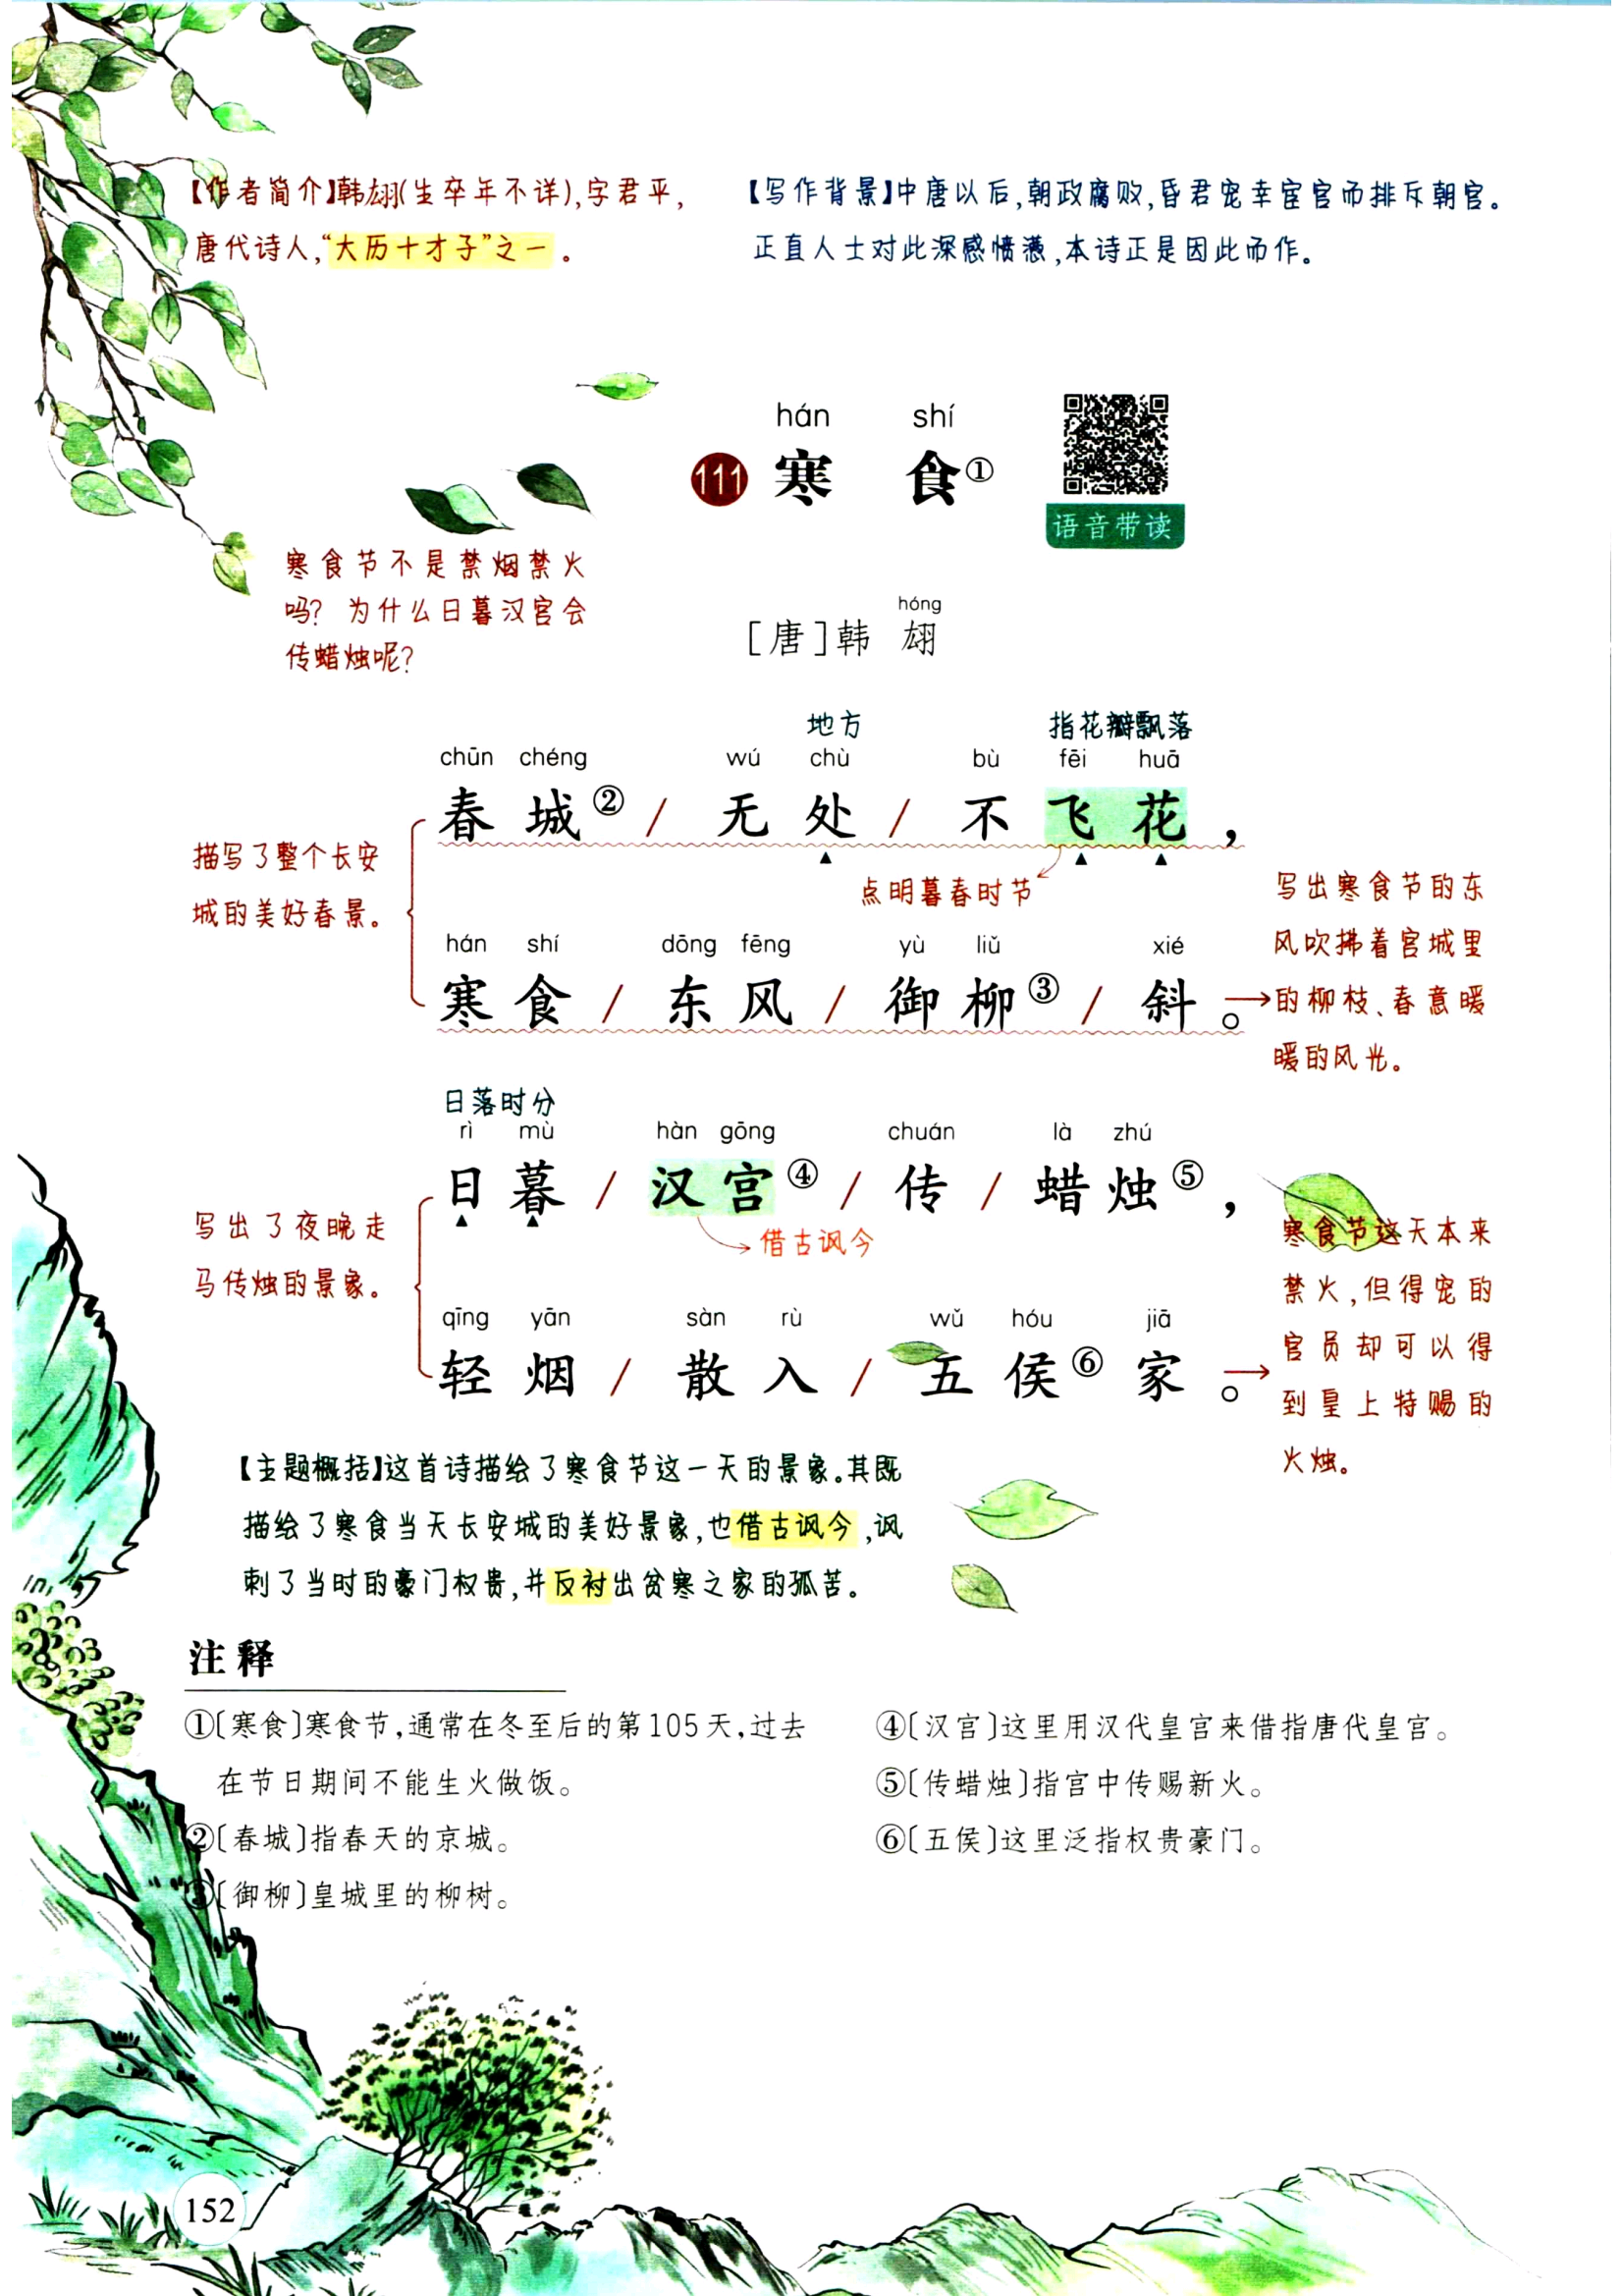 【作者简介】韩翃(生卒年不详),字君平,
唐代诗人,“大历十才子”之一。
【写作背景】中唐以后,朝政腐败,昏君宠幸宦官而排斥朝官。
正直人士对此深感愤懑,本诗正是因此而作。
hán shí
111 寒 食①
语音带读
寒食节不是禁烟禁火
吗？为什么日暮汉宫会
传蜡烛呢？
hóng
[唐]韩 翃
地方 指花瓣飘落
chūn chéng wú chù bù fēi huā
春城②/无处/不飞花,
描写了整个长安
城的美好春景。
点明暮春时节
hán shí dōng fēng yù liǔ xié
寒食/东风/御柳③/斜。
写出寒食节的东
风吹拂着宫城里
的柳枝、春意暖
暖的风光。
日落时分
rì mù hàn gōng chuán là zhú
日暮/汉宫④/传/蜡烛⑤,
写出了夜晚走
马传烛的景象。
借古讽今
qīng yān sàn rù wǔ hóu jiā
轻烟/散入/五侯⑥家。
寒食节这天本来
禁火,但得宠的
官员却可以得
到皇上特赐的
火烛。
【主题概括】这首诗描绘了寒食节这一天的景象。其既
描绘了寒食当天长安城的美好景象,也借古讽今,讽
刺了当时的豪门权贵,并反衬出贫寒之家的孤苦。
注释
①〔寒食〕寒食节,通常在冬至后的第105天,过去
在节日期间不能生火做饭。
②〔春城〕指春天的京城。
③〔御柳〕皇城里的柳树。
④〔汉宫〕这里用汉代皇宫来借指唐代皇宫。
⑤〔传蜡烛〕指宫中传赐新火。
⑥〔五侯〕这里泛指权贵豪门。
152